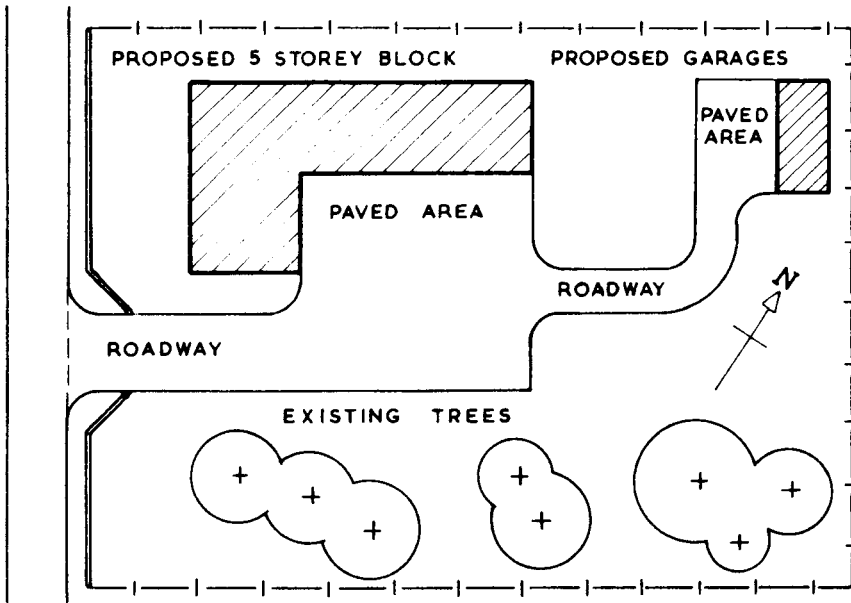 PROPOSED 5 STOREY BLOCK
PROPOSED GARAGES
PAVED
AREA
PAVED AREA
ROADWAY
N
ROADWAY
EXISTING TREES